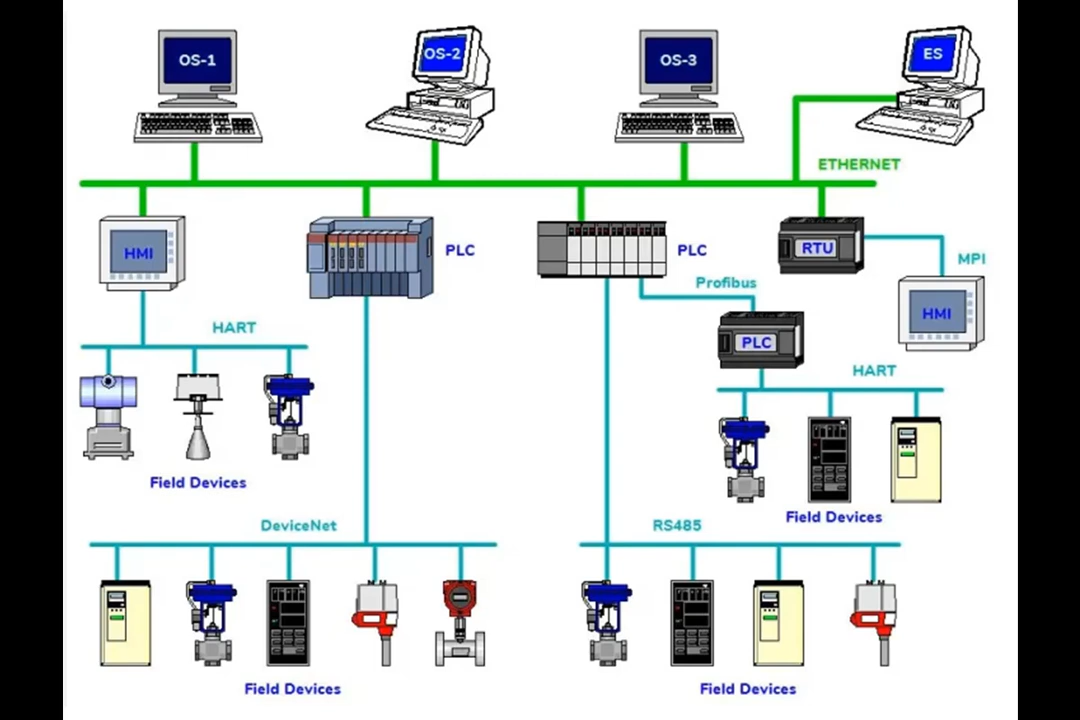 OS-1
OS-2
OS-3
ES
ETHERNET
HMI
PLC
PLC
RTU
MPI
Profibus
HMI
HART
PLC
HART
Field Devices
Field Devices
DeviceNet
RS485
Field Devices
Field Devices